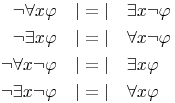 ¬∀xφ |=| ∃x¬φ
¬∃xφ |=| ∀x¬φ
¬∀x¬φ |=| ∃xφ
¬∃x¬φ |=| ∀xφ